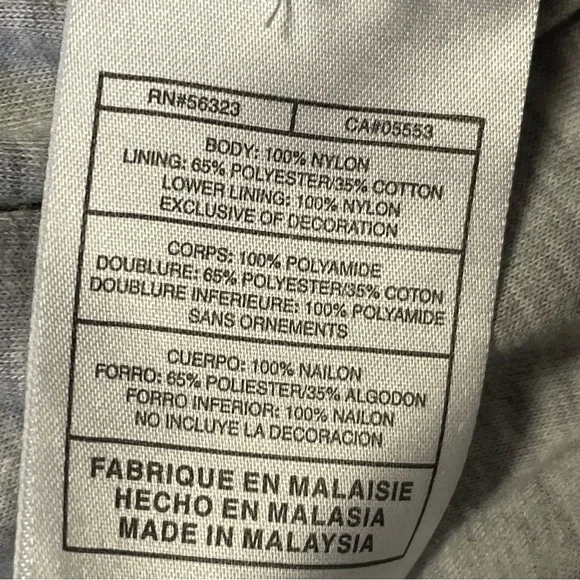 RN#56323 CA#05553
BODY: 100% NYLON
LINING: 65% POLYESTER/35% COTTON
LOWER LINING: 100% NYLON
EXCLUSIVE OF DECORATION
CORPS: 100% POLYAMIDE
DOUBLURE: 65% POLYESTER/35% COTON
DOUBLURE INFERIEURE: 100% POLYAMIDE
SANS ORNEMENTS
CUERPO: 100% NAILON
FORRO: 65% POLIESTER/35% ALGODON
FORRO INFERIOR: 100% NAILON
NO INCLUYE LA DECORACION
FABRIQUE EN MALAISIE
HECHO EN MALASIA
MADE IN MALAYSIA